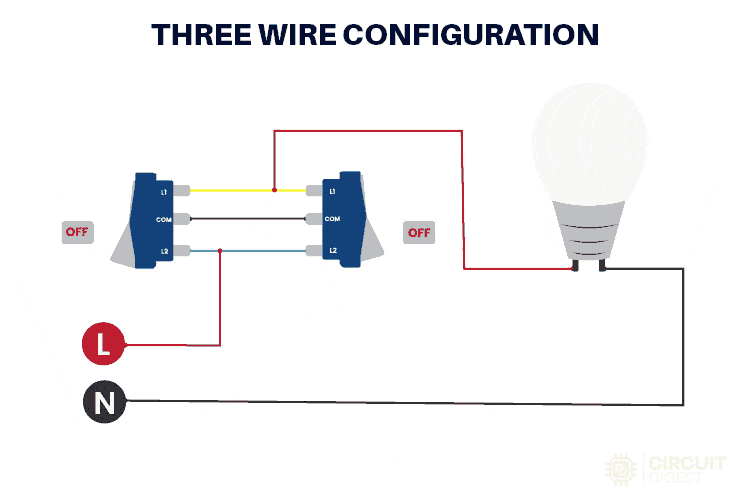 THREE WIRE CONFIGURATION
L1
L1
COM
COM
OFF
OFF
L2
L2
L
N
CIRCUIT
DIGEST